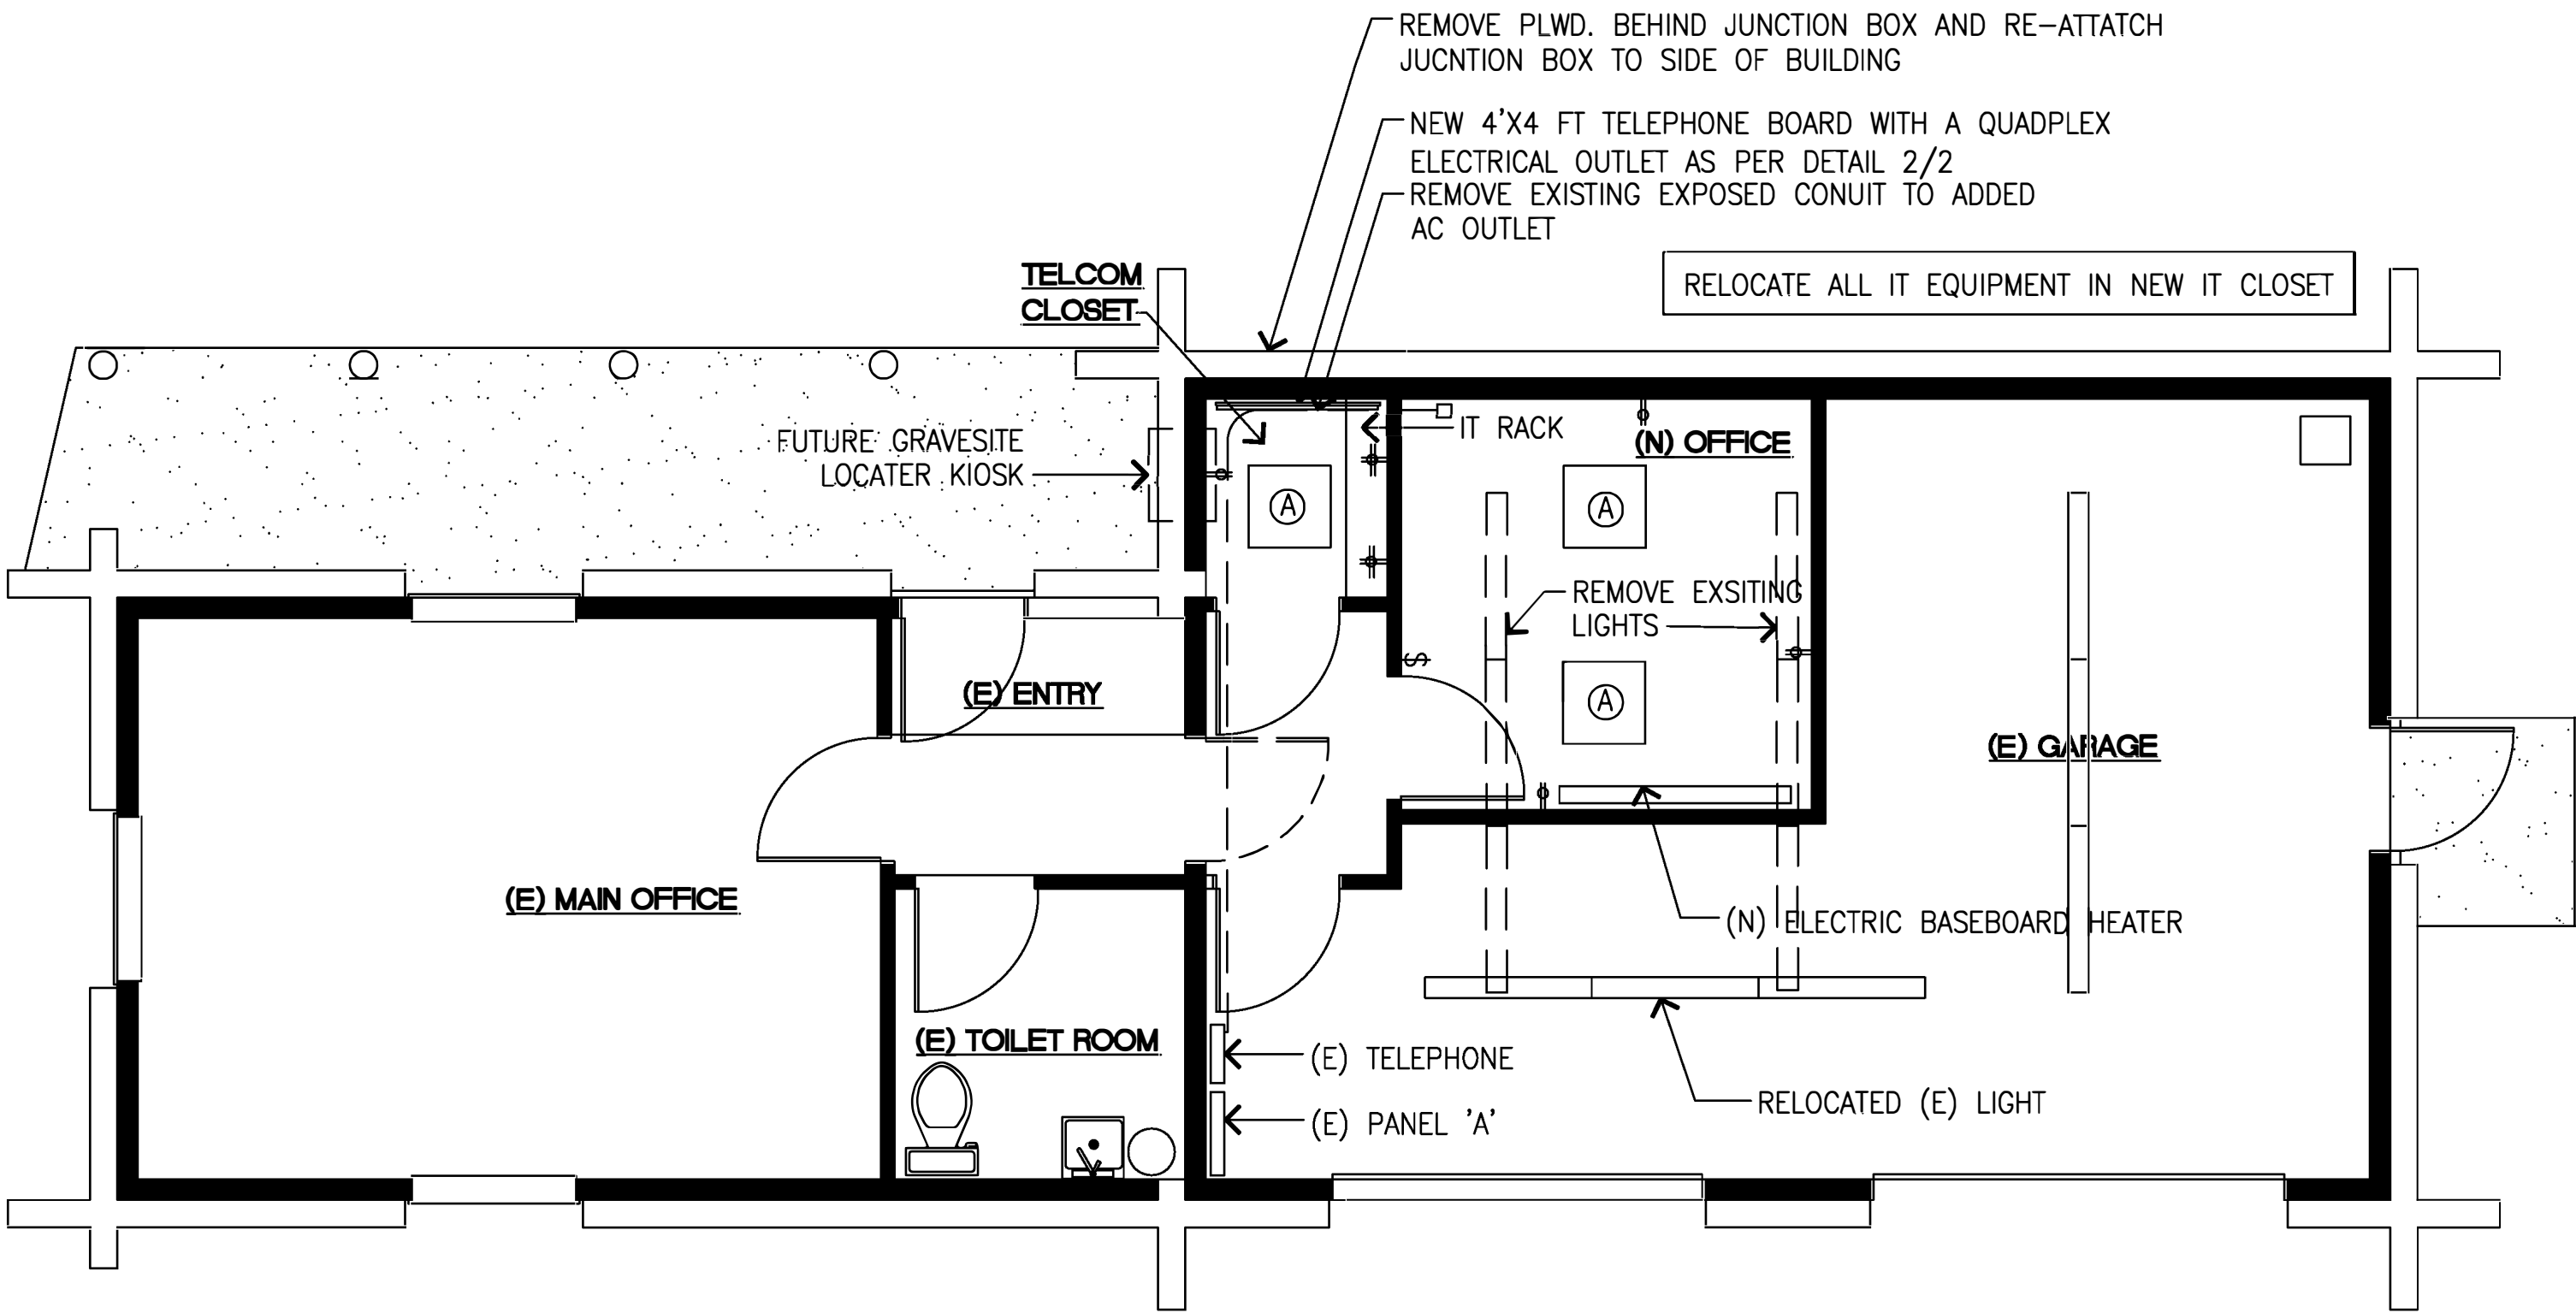 REMOVE PLWD. BEHIND JUNCTION BOX AND RE-ATTATCH
JUCNTION BOX TO SIDE OF BUILDING
NEW 4'X4 FT TELEPHONE BOARD WITH A QUADPLEX
ELECTRICAL OUTLET AS PER DETAIL 2/2
REMOVE EXISTING EXPOSED CONUIT TO ADDED
AC OUTLET
RELOCATE ALL IT EQUIPMENT IN NEW IT CLOSET
TELCOM
CLOSET
FUTURE GRAVESITE
LOCATER KIOSK
IT RACK
(N) OFFICE
A
A
REMOVE EXSITING
LIGHTS
S
A
(E) ENTRY
(E) GARAGE
(E) MAIN OFFICE
(N) ELECTRIC BASEBOARD HEATER
(E) TOILET ROOM
(E) TELEPHONE
RELOCATED (E) LIGHT
(E) PANEL 'A'